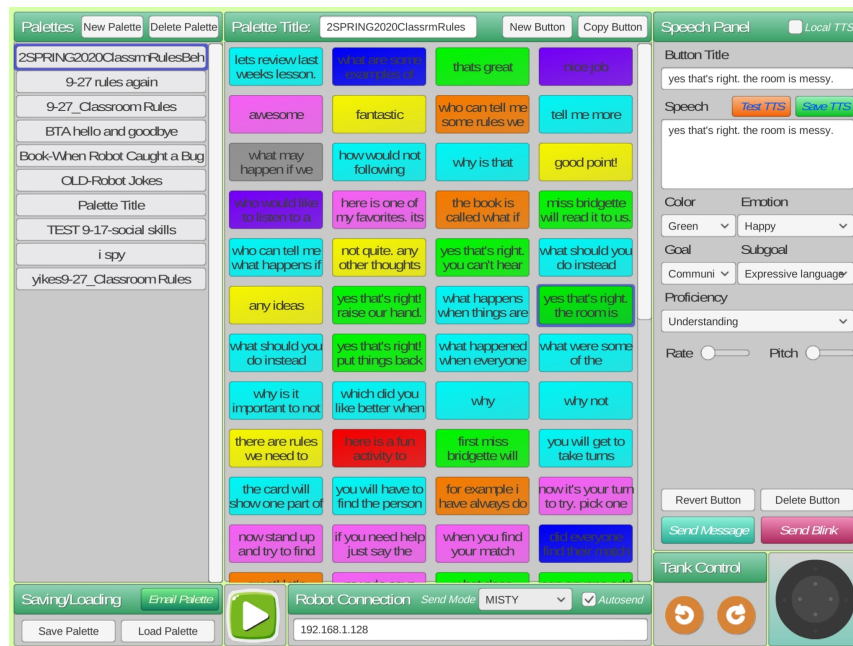 Palettes New Palette Delete Palette
2SPRING2020ClassrmRulesBeh
9-27 rules again
9-27_Classroom Rules
BTA hello and goodbye
Book-When Robot Caught a Bug
OLD-Robot Jokes
Palette Title
TEST 9-17-social skills
i spy
yikes9-27_Classroom Rules
Saving/Loading Email Palette
Save Palette Load Palette
Palette Title: 2SPRING2020ClassrmRules New Button Copy Button
lets review last
weeks lesson.
what are some
examples of
thats great
nice job
awesome
fantastic
who can tell me
some rules we
tell me more
what may
happen if we
how would not
following
why is that
good point!
who would like
to listen to a
here is one of
my favorites. its
the book is
called what if
miss bridgette
will read it to us.
who can tell me
what happens if
not quite. any
other thoughts
yes that's right.
you can't hear
what should you
do instead
any ideas
yes that's right!
raise our hand.
what happens
when things are
yes that's right.
the room is
what should you
do instead
yes that's right!
put things back
what happened
when everyone
what were some
of the
why is it
important to not
which did you
like better when
why
why not
there are rules
we need to
here is a fun
activity to
first miss
bridgette will
you will get to
take turns
the card will
show one part of
you will have to
find the person
for example i
have always do
now it's your turn
to try. pick one
now stand up
and try to find
if you need help
just say the
when you find
your match
did everyone
find their match
Robot Connection Send Mode MISTY Autosend
192.168.1.128
Speech Panel Local TTS
Button Title
yes that's right. the room is messy.
Speech Test TTS Save TTS
yes that's right. the room is messy.
Color Emotion
Green Happy
Goal Subgoal
Communi Expressive language
Proficiency
Understanding
Rate Pitch
Revert Button Delete Button
Send Message Send Blink
Tank Control